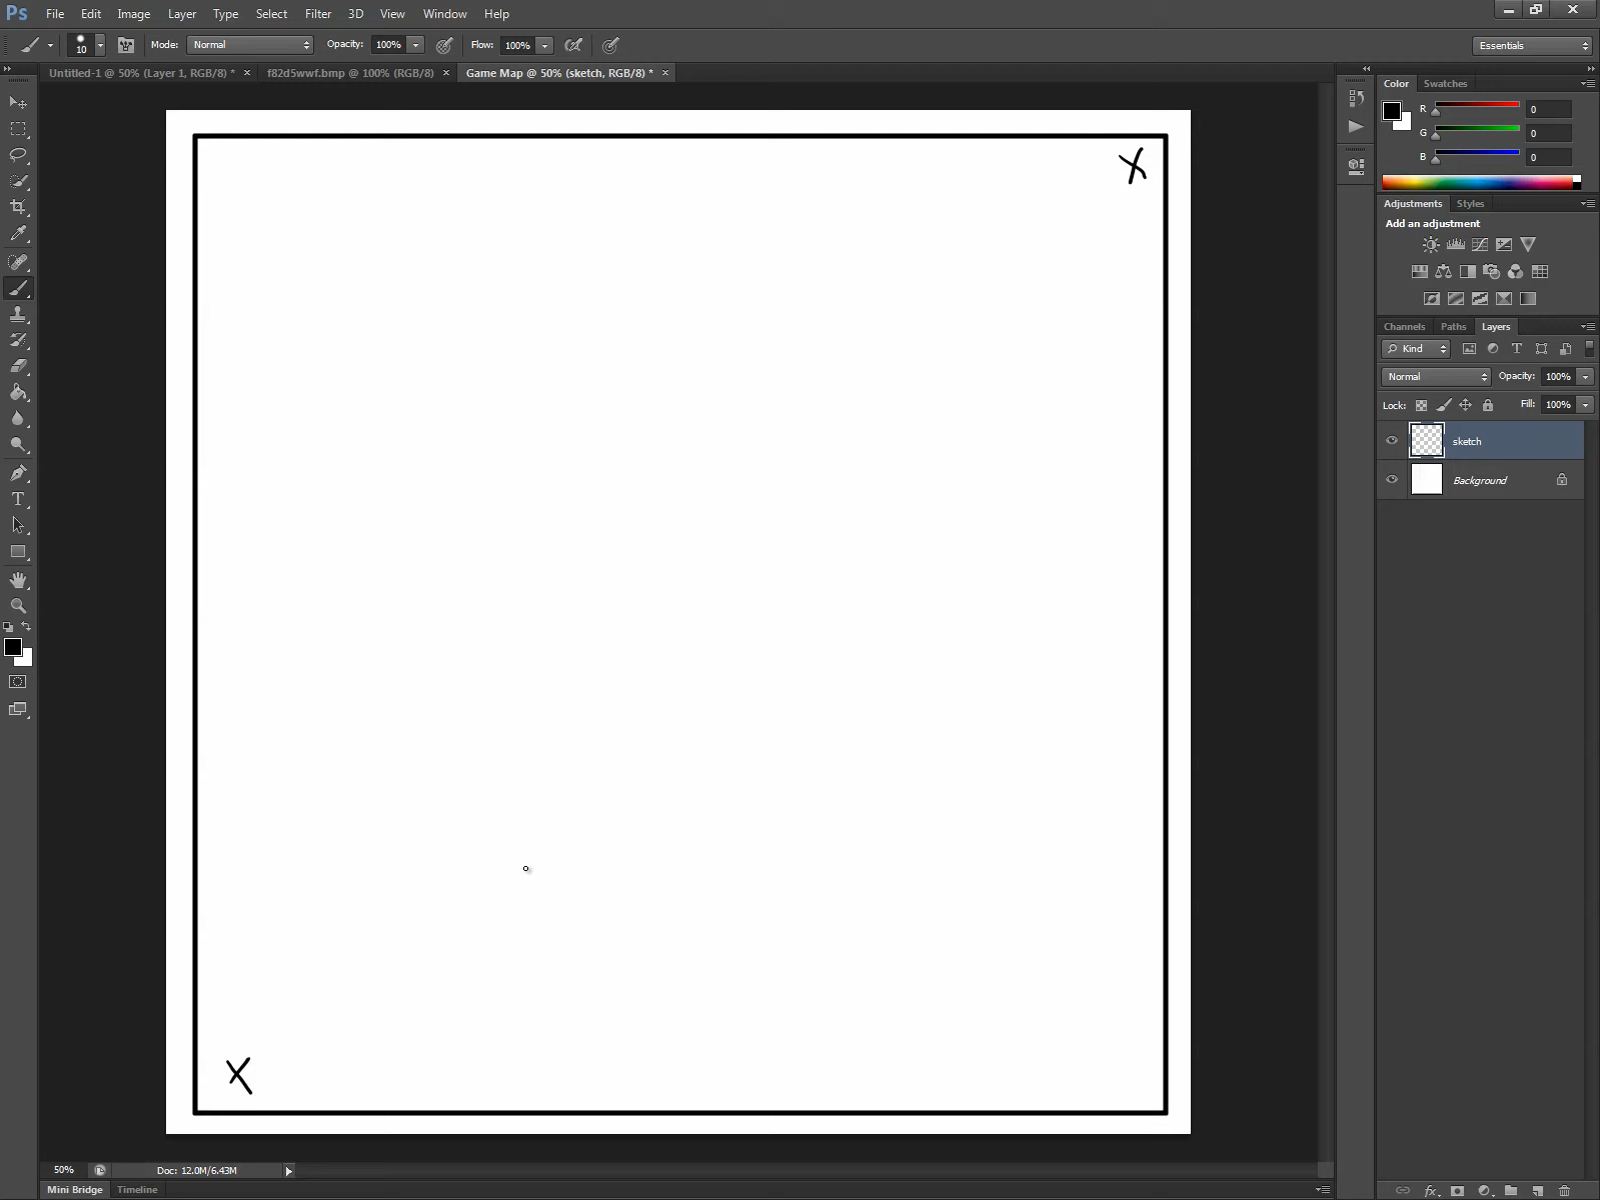 Ps File Edit Image Layer Type Select Filter 3D View Window Help
10 Mode: Normal Opacity: 100% Flow: 100% Essentials
Untitled-1 @ 50% (Layer 1, RGB/8) * × f82d5wwf.bmp @ 100% (RGB/8) × Game Map @ 50% (sketch, RGB/8) * ×
Color Swatches
R 0
G 0
B 0
Adjustments Styles
Add an adjustment
Channels Paths Layers
Kind
Normal Opacity: 100%
Lock: Fill: 100%
sketch
Background
X
X
50% Doc: 12.0M/6.43M
Mini Bridge Timeline